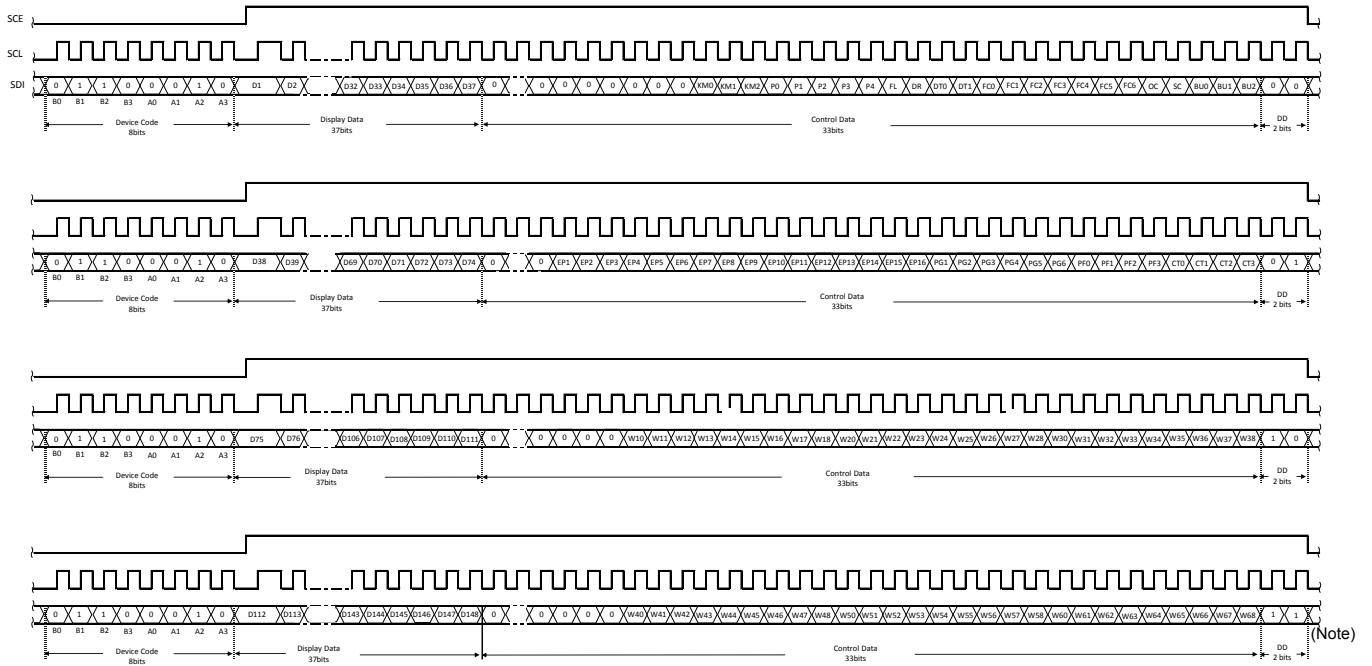 SCE
SCL
SDI 0 1 1 0 0 0 1 0 D1 D2 D32 D33 D34 D35 D36 D37 0 0 0 0 0 0 0 0 KM0 KM1 KM2 P0 P1 P2 P3 P4 FL DR DT0 DT1 FC0 FC1 FC2 FC3 FC4 FC5 FC6 OC SC BU0 BU1 BU2 0 0
B0 B1 B2 B3 A0 A1 A2 A3
Device Code
8bits
Display Data
37bits
Control Data
33bits
DD
2 bits
0 1 1 0 0 0 1 0 D38 D39 D69 D70 D71 D72 D73 D74 0 0 EP1 EP2 EP3 EP4 EP5 EP6 EP7 EP8 EP9 EP10 EP11 EP12 EP13 EP14 EP15 EP16 PG1 PG2 PG3 PG4 PG5 PG6 PF0 PF1 PF2 PF3 CT0 CT1 CT2 CT3 0 1
B0 B1 B2 B3 A0 A1 A2 A3
Device Code
8bits
Display Data
37bits
Control Data
33bits
DD
2 bits
0 1 1 0 0 0 1 0 D75 D76 D106 D107 D108 D109 D110 D111 0 0 0 0 0 W10 W11 W12 W13 W14 W15 W16 W17 W18 W20 W21 W22 W23 W24 W25 W26 W27 W28 W30 W31 W32 W33 W34 W35 W36 W37 W38 1 0
B0 B1 B2 B3 A0 A1 A2 A3
Device Code
8bits
Display Data
37bits
Control Data
33bits
DD
2 bits
0 1 1 0 0 0 1 0 D112 D113 D143 D144 D145 D146 D147 D148 0 0 0 0 0 W40 W41 W42 W43 W44 W45 W46 W47 W48 W50 W51 W52 W53 W54 W55 W56 W57 W58 W60 W61 W62 W63 W64 W65 W66 W67 W68 1 1
(Note)
B0 B1 B2 B3 A0 A1 A2 A3
Device Code
8bits
Display Data
37bits
Control Data
33bits
DD
2 bits